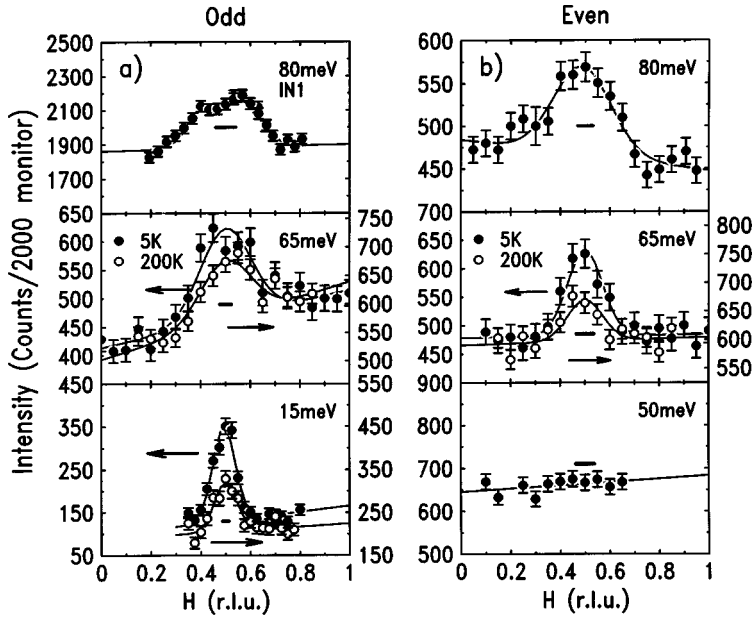 Odd
Even
Intensity (Counts/2000 monitor)
a)
80meV
IN1
2500
2300
2100
1900
1700
1500
65meV
5K
200K
650
600
550
500
450
400
450
750
700
650
600
550
500
550
15meV
350
250
150
50
450
350
250
150
0 0.2 0.4 0.6 0.8 1
H (r.l.u.)
b)
80meV
600
550
500
450
700
65meV
5K
200K
650
600
550
500
450
900
800
750
700
650
600
550
50meV
800
700
600
500
0 0.2 0.4 0.6 0.8 1
H (r.l.u.)